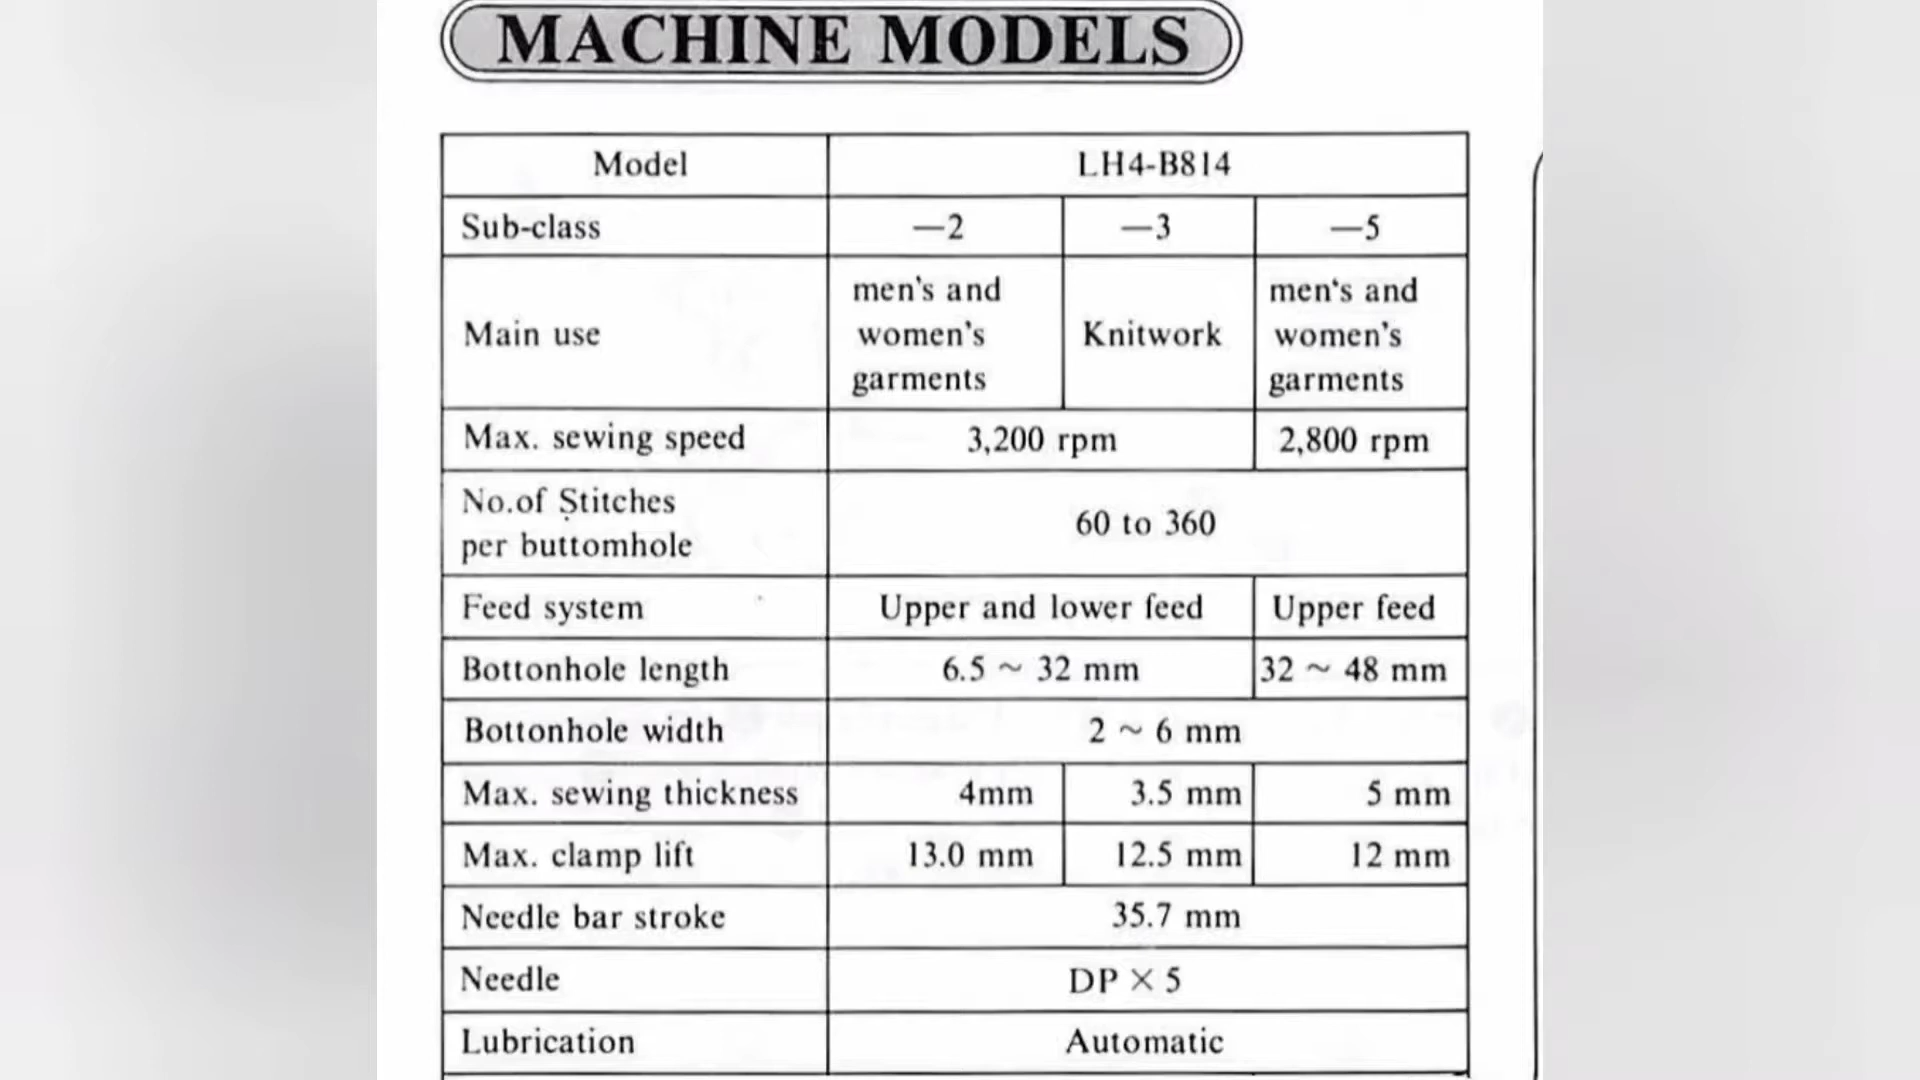 MACHINE MODELS
Model LH4-B814
Sub-class —2 —3 —5
Main use men's and women's garments Knitwork men‘s and women's garments
Max. sewing speed 3,200 rpm 2,800 rpm
No.of Stitches per buttomhole 60 to 360
Feed system Upper and lower feed Upper feed
Bottonhole length 6.5 ~ 32 mm 32 ~ 48 mm
Bottonhole width 2 ~ 6 mm
Max. sewing thickness 4mm 3.5 mm 5 mm
Max. clamp lift 13.0 mm 12.5 mm 12 mm
Needle bar stroke 35.7 mm
Needle DP × 5
Lubrication Automatic